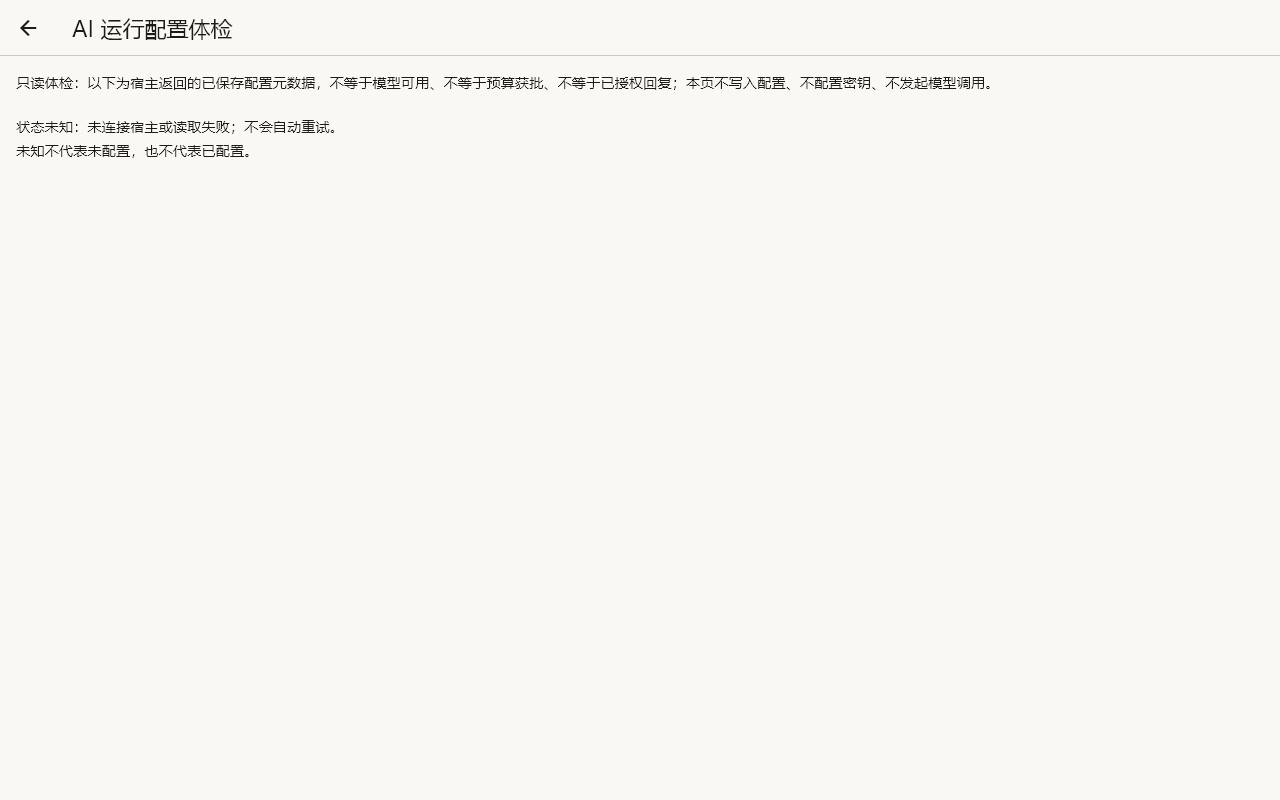 AI 运行配置体检
只读体检：以下为宿主返回的已保存配置元数据，不等于模型可用、不等于预算获批、不等于已授权回复；本页不写入配置、不配置密钥、不发起模型调用。
状态未知：未连接宿主或读取失败；不会自动重试。
未知不代表未配置，也不代表已配置。